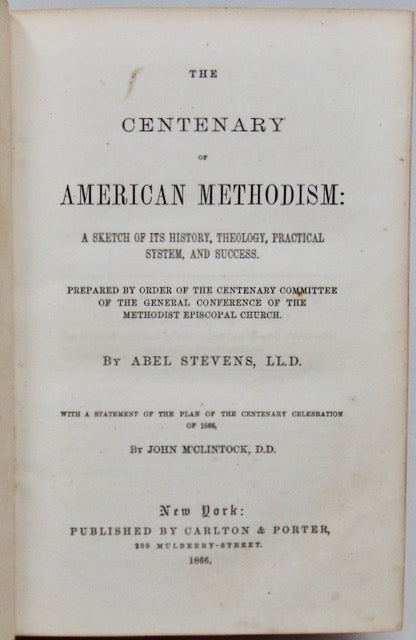 THE
CENTENARY
OF
AMERICAN METHODISM:
A SKETCH OF ITS HISTORY, THEOLOGY, PRACTICAL
SYSTEM, AND SUCCESS.
PREPARED BY ORDER OF THE CENTENARY COMMITTEE
OF THE GENERAL CONFERENCE OF THE
METHODIST EPISCOPAL CHURCH.
BY ABEL STEVENS, LL.D.
WITH A STATEMENT OF THE PLAN OF THE CENTENARY CELEBRATION
OF 1866,
BY JOHN M'CLINTOCK, D.D.
New York:
PUBLISHED BY CARLTON & PORTER,
200 MULBERRY-STREET.
1866.